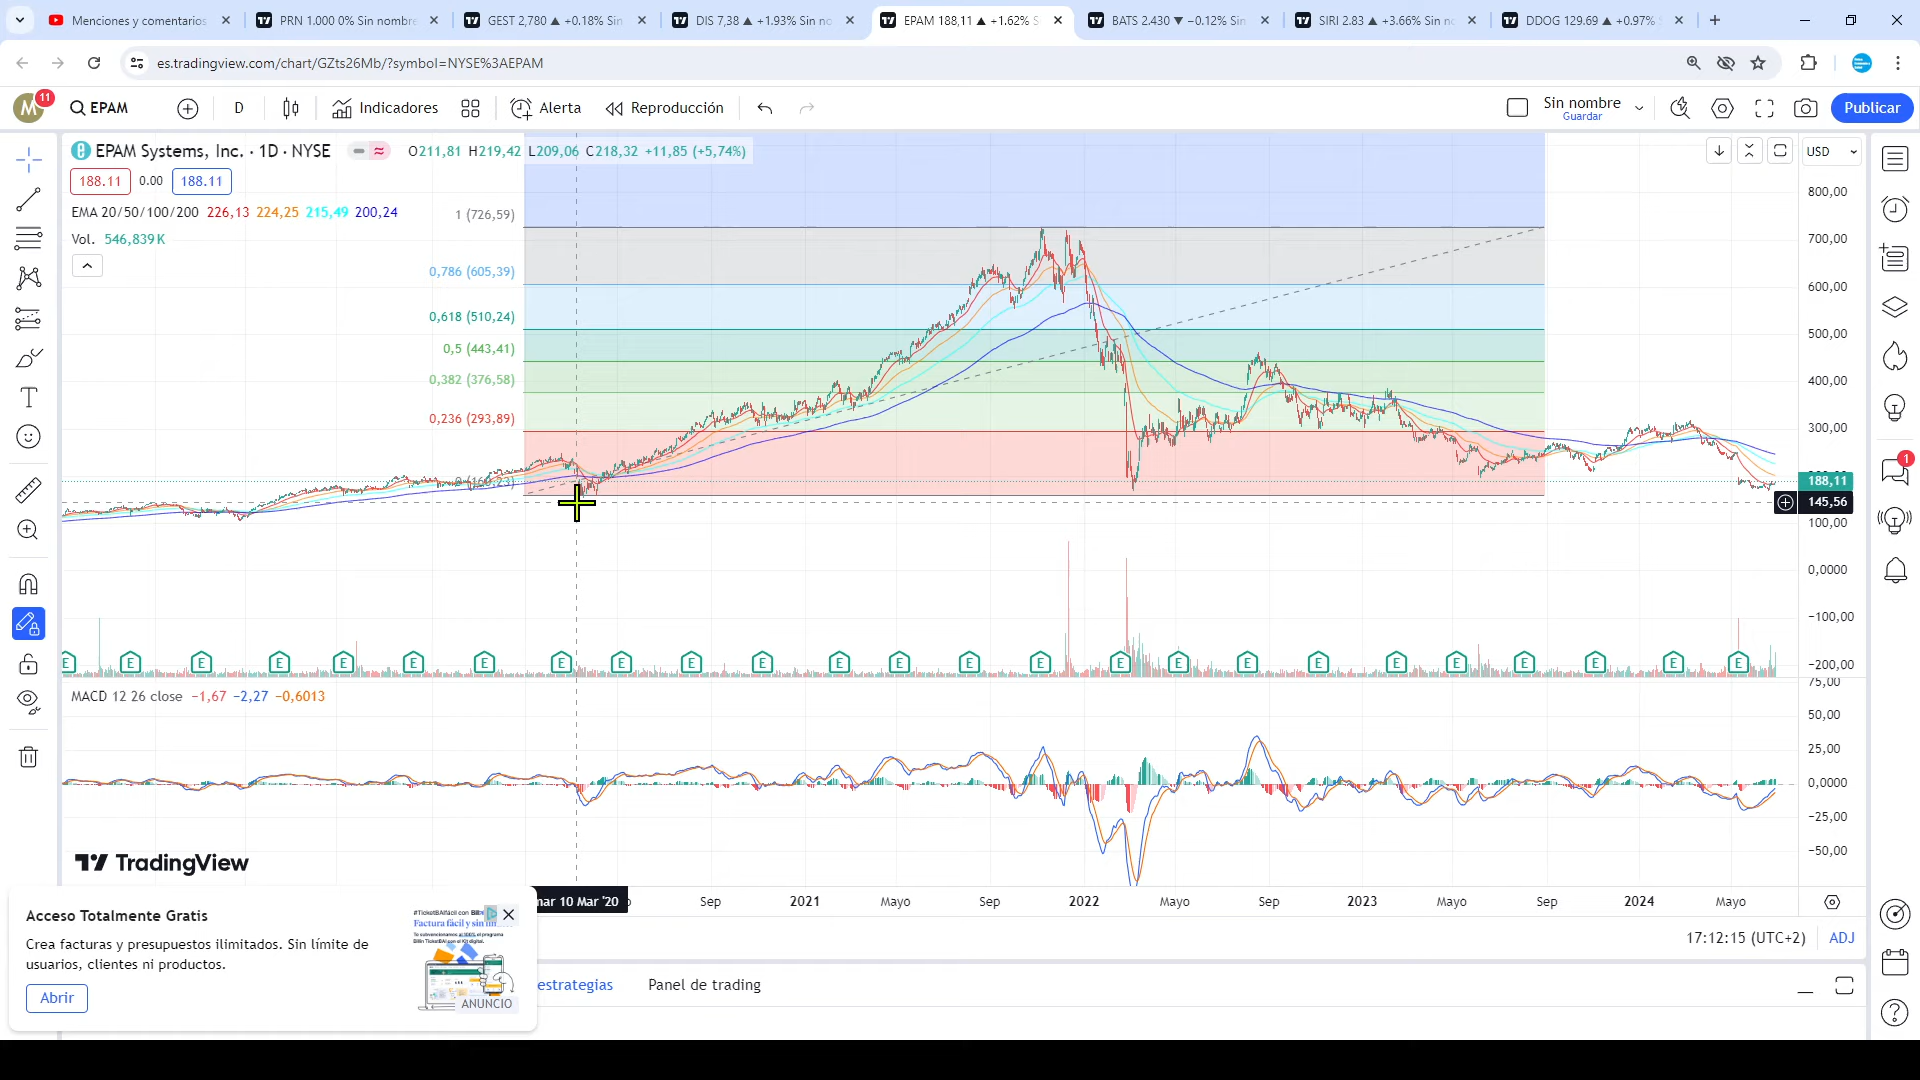 Menciones y comentarios
PRN 1.000 0% Sin nombre
GEST 2,780 ▲ +0.18% Sin
DIS 7,38 ▲ +1.93% Sin no
EPAM 188,11 ▲ +1.62% S
BATS 2.430 ▼ −0.12% Sin
SIRI 2.83 ▲ +3.66% Sin no
DDOG 129.69 ▲ +0.97%
es.tradingview.com/chart/GZts26Mb/?symbol=NYSE%3AEPAM
M 11
EPAM
D
Indicadores
Alerta
Reproducción
Sin nombre
Guardar
Publicar
EPAM Systems, Inc. · 1D · NYSE
O211,81 H219,42 L209,06 C218,32 +11,85 (+5,74%)
USD
188.11 0.00 188.11
EMA 20/50/100/200 226,13 224,25 215,49 200,24
Vol. 546,839K
1 (726,59)
0,786 (605,39)
0,618 (510,24)
0,5 (443,41)
0,382 (376,58)
0,236 (293,89)
0 (160,23)
800,00
700,00
600,00
500,00
400,00
300,00
188,11
145,56
100,00
0,0000
−100,00
−200,00
E E E E E E E E E E E E E E E E E E E E E E E E E
MACD 12 26 close −1,67 −2,27 −0,6013
75,00
50,00
25,00
0,0000
−25,00
−50,00
TradingView
mar 10 Mar '20
Sep
2021
Mayo
Sep
2022
Mayo
Sep
2023
Mayo
Sep
2024
Mayo
17:12:15 (UTC+2)
ADJ
Acceso Totalmente Gratis
Crea facturas y presupuestos ilimitados. Sin límite de
usuarios, clientes ni productos.
Abrir
Factura fácil y sin
ANUNCIO
estrategias
Panel de trading
1